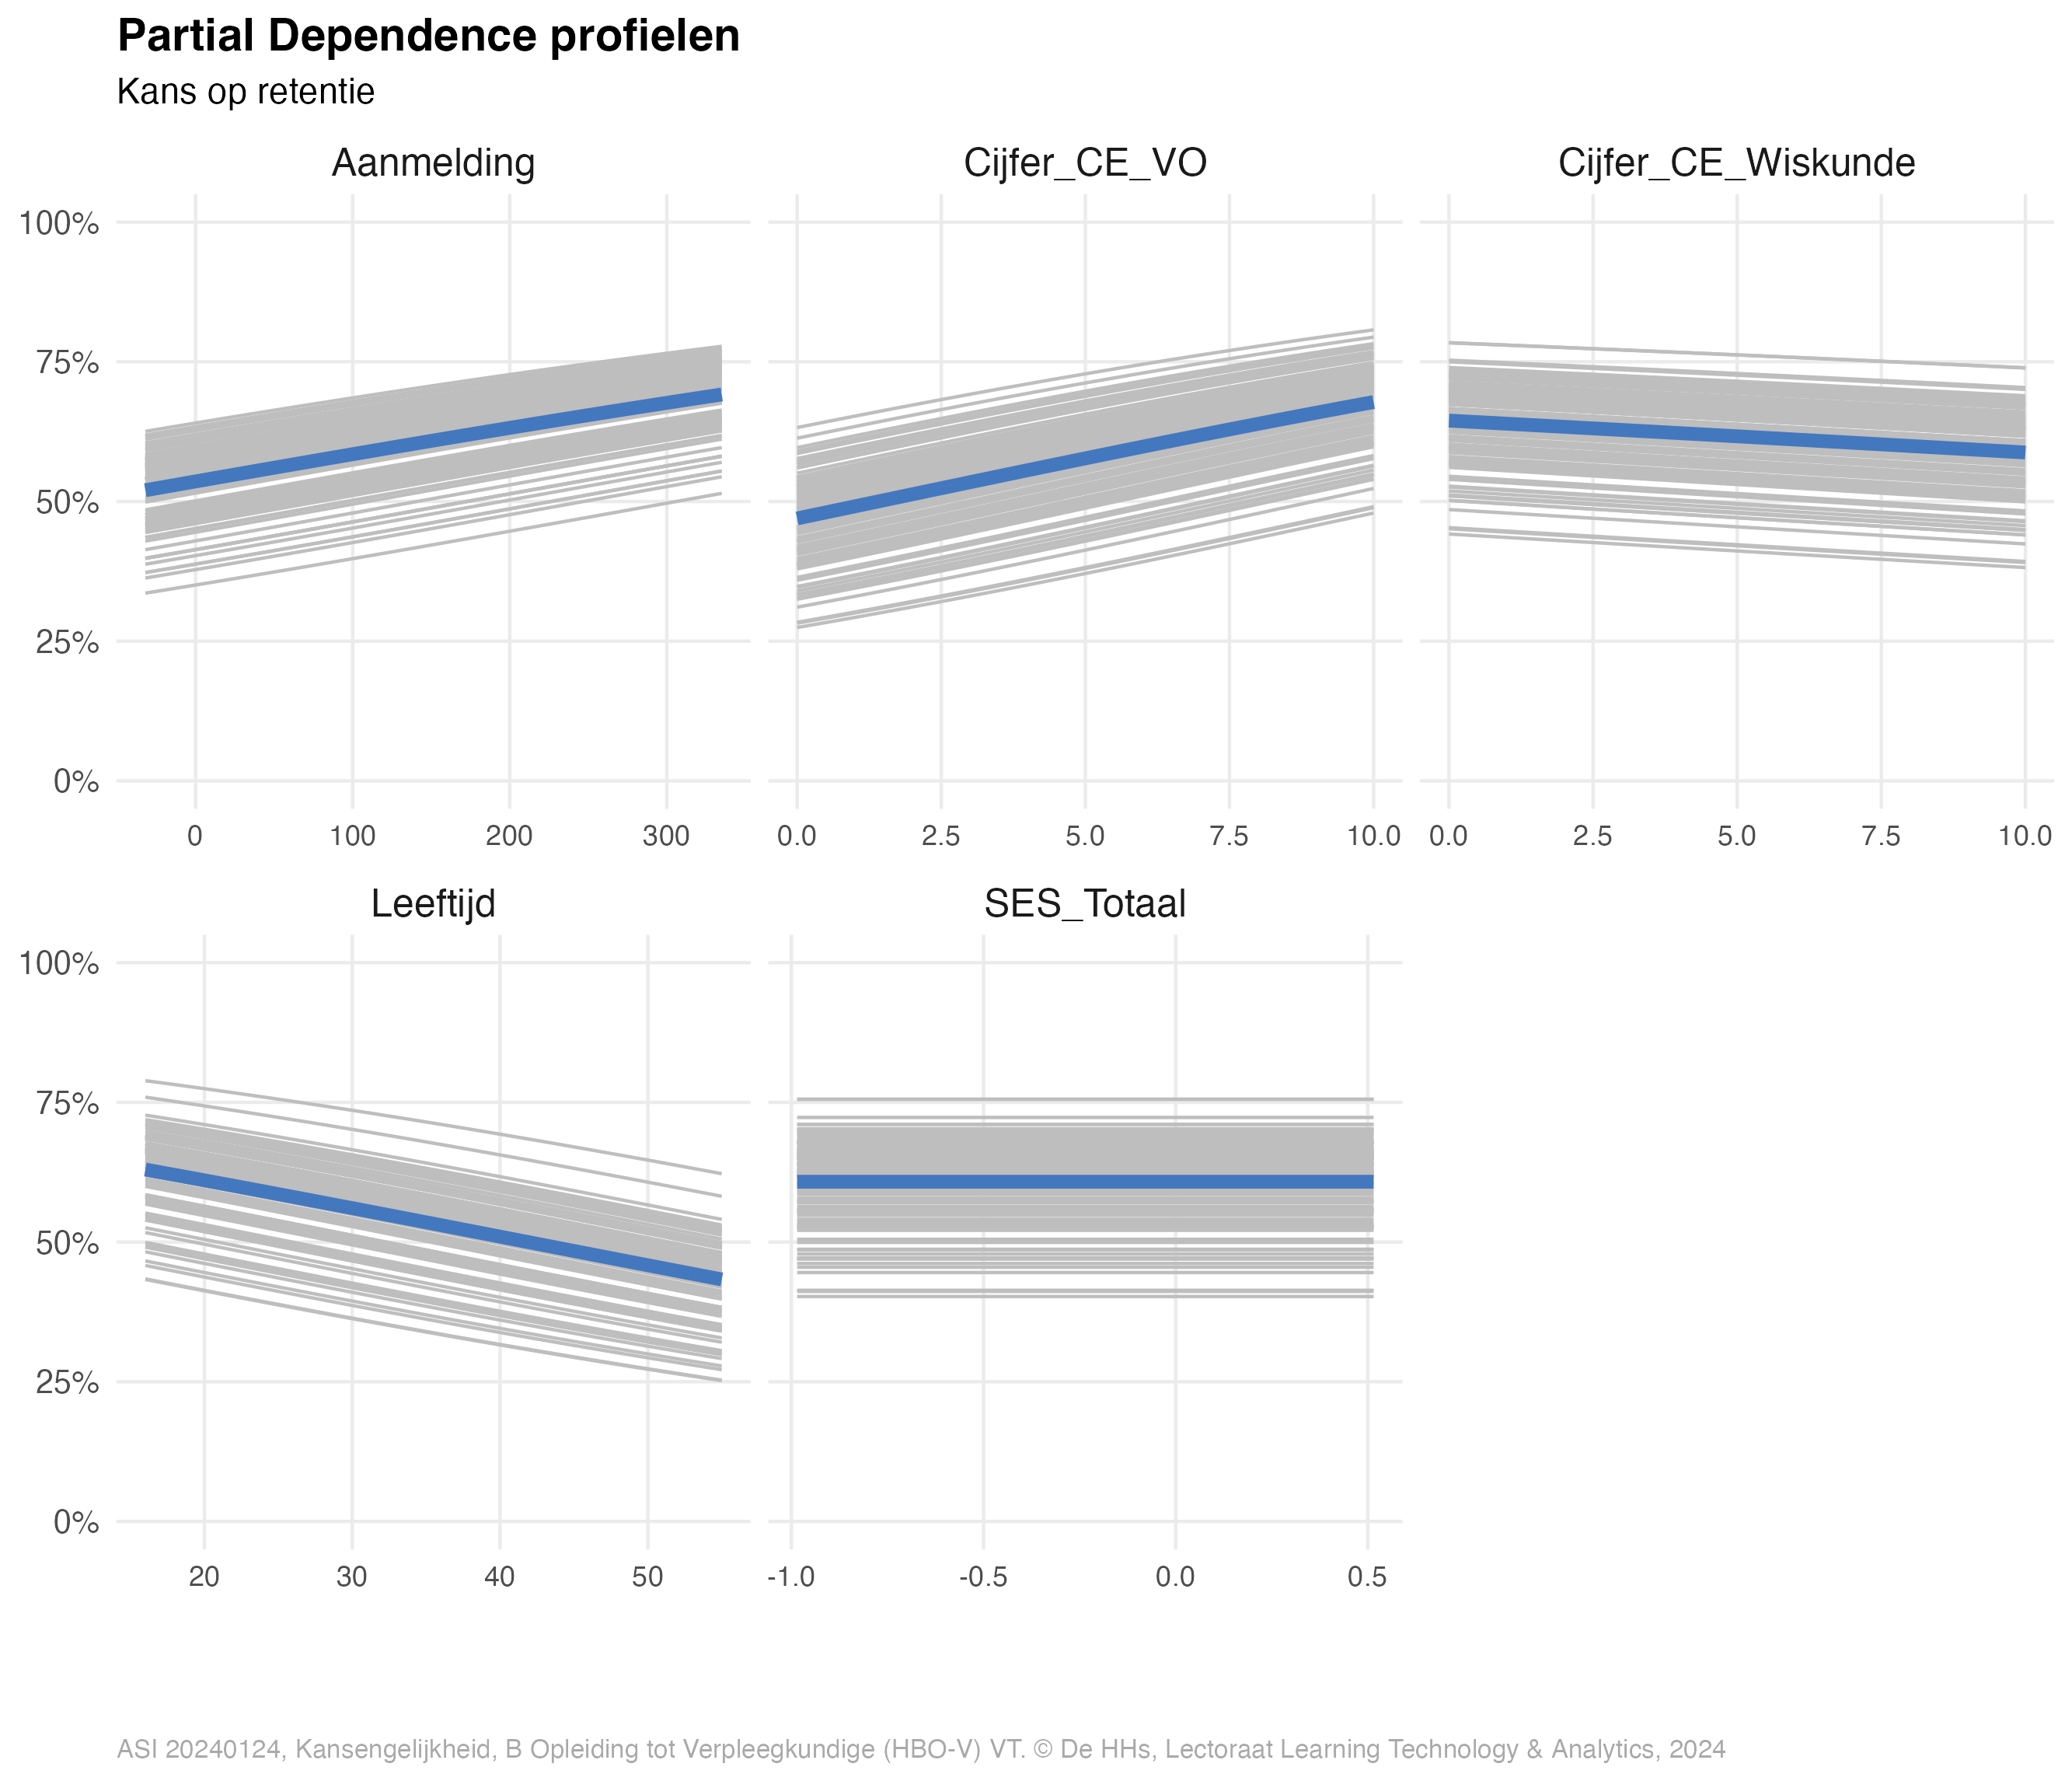 Partial Dependence profielen
Kans op retentie
Aanmelding Cijfer_CE_VO Cijfer_CE_Wiskunde
100%
75%
50%
25%
0%
0 100 200 300 0.0 2.5 5.0 7.5 10.0 0.0 2.5 5.0 7.5 10.0
Leeftijd SES_Totaal
100%
75%
50%
25%
0%
20 30 40 50 -1.0 -0.5 0.0 0.5
ASI 20240124, Kansengelijkheid, B Opleiding tot Verpleegkundige (HBO-V) VT. © De HHs, Lectoraat Learning Technology & Analytics, 2024